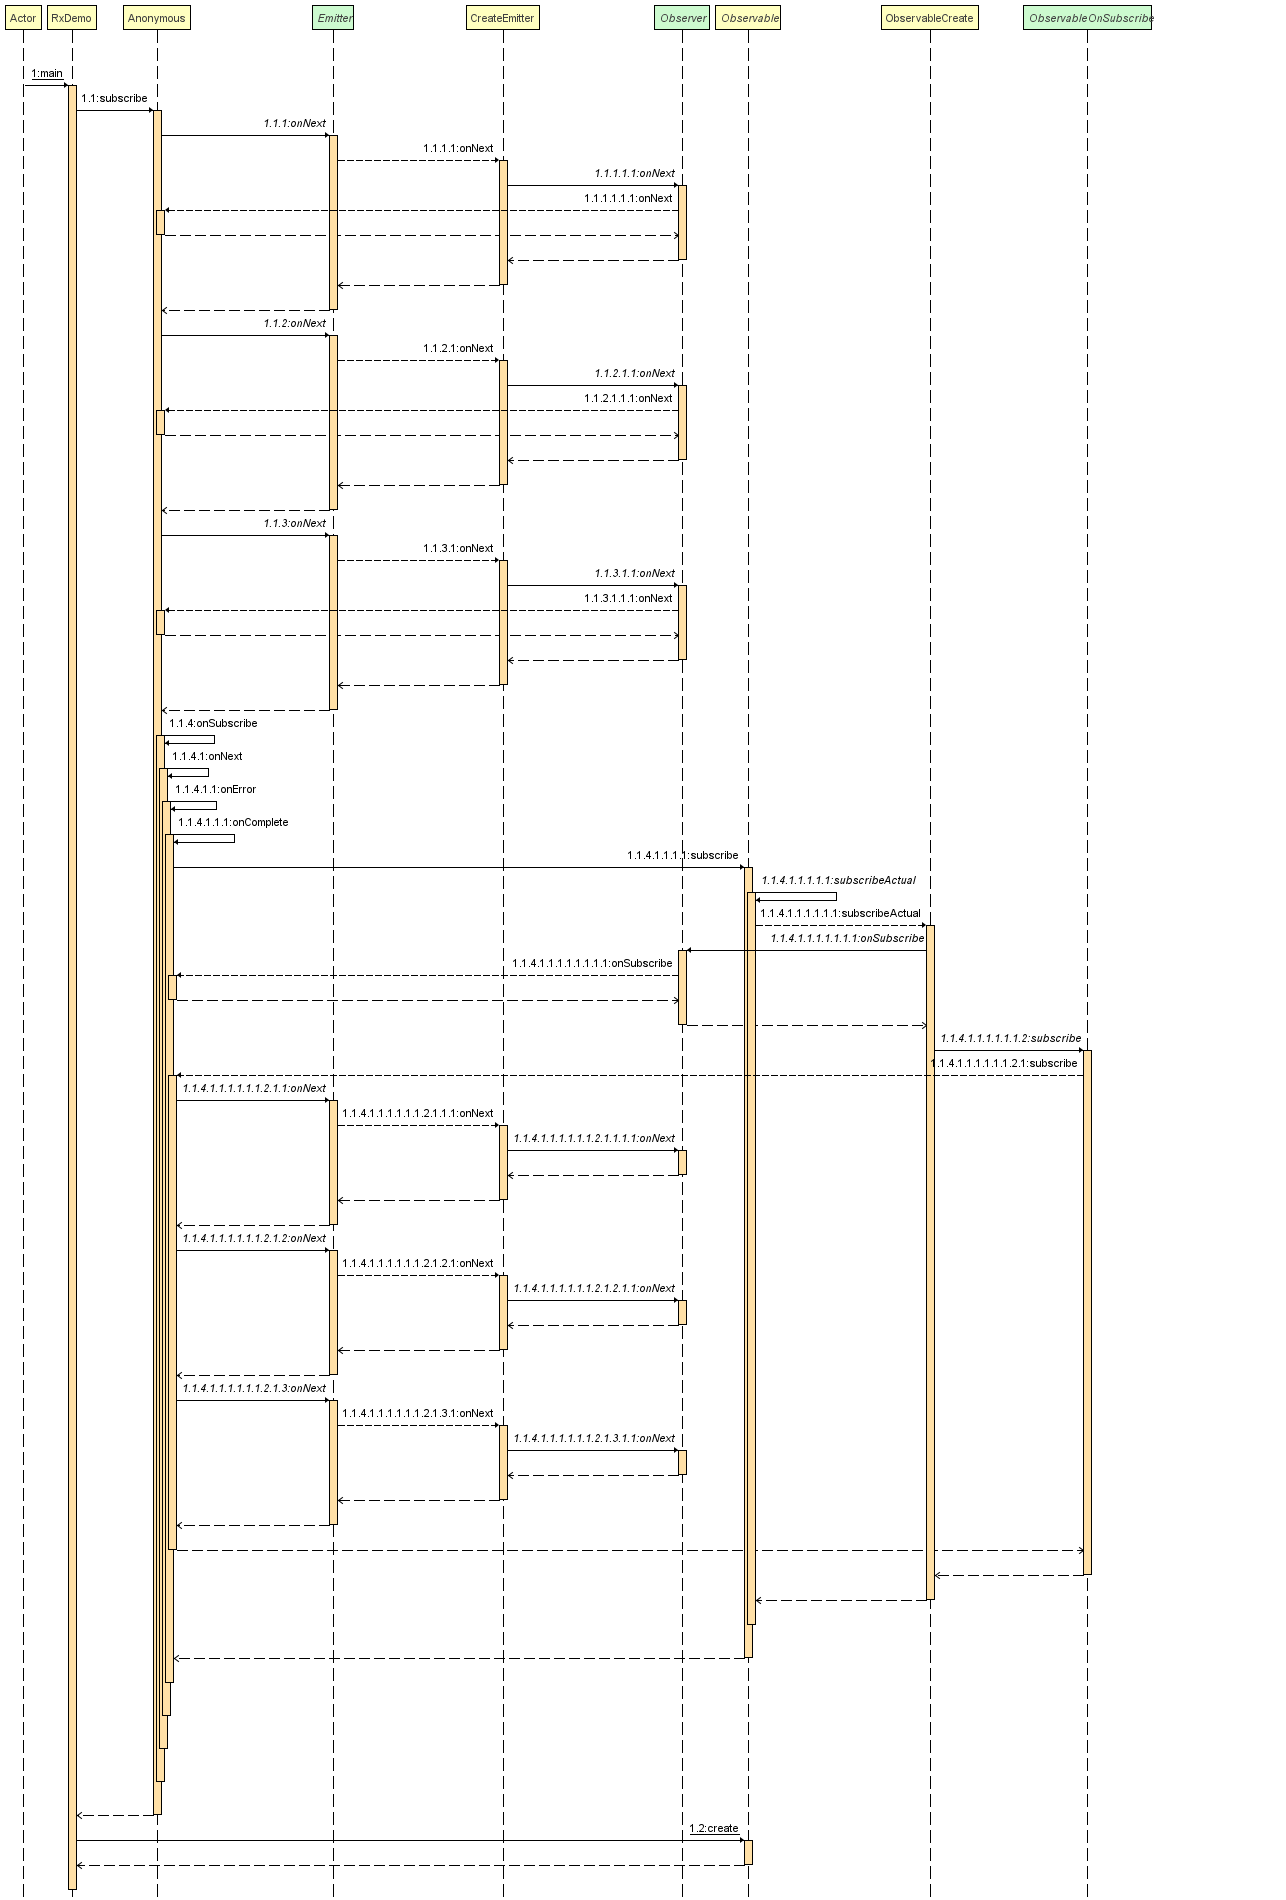 Actor
RxDemo
Anonymous
Emitter
CreateEmitter
Observer
Observable
ObservableCreate
ObservableOnSubscribe
1:main
1.1:subscribe
1.1.1:onNext
1.1.1.1:onNext
1.1.1.1.1:onNext
1.1.1.1.1.1:onNext
1.1.2:onNext
1.1.2.1:onNext
1.1.2.1.1:onNext
1.1.2.1.1.1:onNext
1.1.3:onNext
1.1.3.1:onNext
1.1.3.1.1:onNext
1.1.3.1.1.1:onNext
1.1.4:onSubscribe
1.1.4.1:onNext
1.1.4.1.1:onError
1.1.4.1.1.1:onComplete
1.1.4.1.1.1.1:subscribe
1.1.4.1.1.1.1.1:subscribeActual
1.1.4.1.1.1.1.1.1:subscribeActual
1.1.4.1.1.1.1.1.1.1:onSubscribe
1.1.4.1.1.1.1.1.1.1.1:onSubscribe
1.1.4.1.1.1.1.1.1.2:subscribe
1.1.4.1.1.1.1.1.1.2.1:subscribe
1.1.4.1.1.1.1.1.1.2.1.1:onNext
1.1.4.1.1.1.1.1.1.2.1.1.1:onNext
1.1.4.1.1.1.1.1.1.2.1.1.1.1:onNext
1.1.4.1.1.1.1.1.1.2.1.2:onNext
1.1.4.1.1.1.1.1.1.2.1.2.1:onNext
1.1.4.1.1.1.1.1.1.2.1.2.1.1:onNext
1.1.4.1.1.1.1.1.1.2.1.3:onNext
1.1.4.1.1.1.1.1.1.2.1.3.1:onNext
1.1.4.1.1.1.1.1.1.2.1.3.1.1:onNext
1.2:create